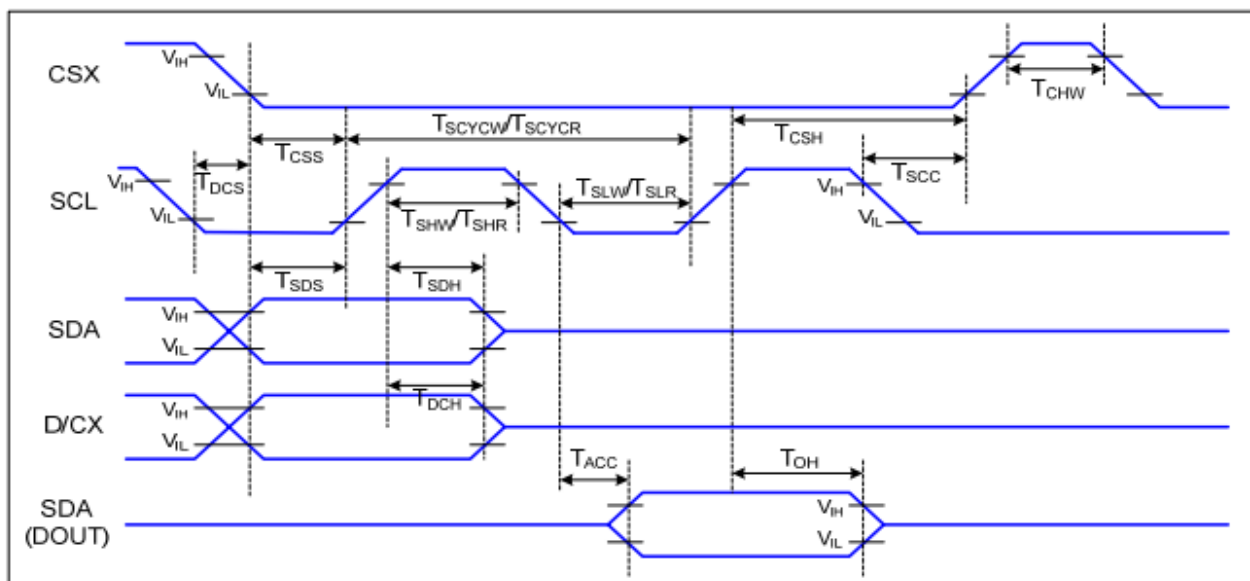 CSX
VIH
VIL
TCHW
TSCYCW/TSCYCR
TCSH
TCSS
TDCS
TSCC
SCL
VIH
VIL
TSLW/TSLR
VIH
VIL
TSHW/TSHR
TSDS
TSDH
SDA
VIH
VIL
TDCH
D/CX
VIH
VIL
TACC
TOH
SDA
(DOUT)
VIH
VIL